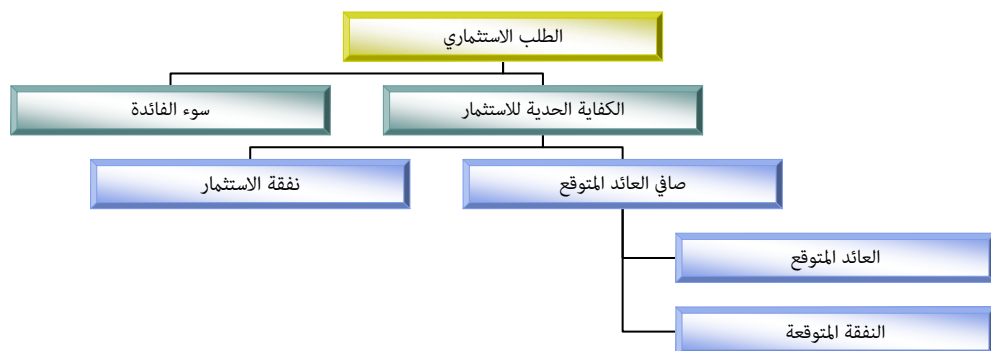 الطلب الاستثماري
الكفاية الحدية للاستثمار
سوء الفائدة
صافي العائد المتوقع
نفقة الاستثمار
العائد المتوقع
النفقة المتوقعة